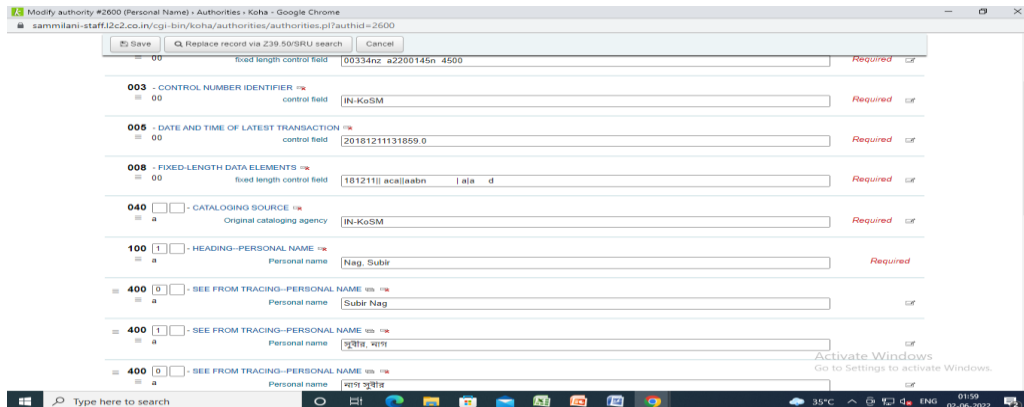 Modify authority #2600 (Personal Name) › Authorities › Koha - Google Chrome
sammilani-staff.l2c2.co.in/cgi-bin/koha/authorities/authorities.pl?authid=2600
Save Replace record via Z39.50/SRU search Cancel
00 fixed length control field 00334nz a2200145n 4500 Required
003 - CONTROL NUMBER IDENTIFIER
00 control field IN-KoSM Required
005 - DATE AND TIME OF LATEST TRANSACTION
00 control field 20181211131859.0 Required
008 - FIXED-LENGTH DATA ELEMENTS
00 fixed length control field 181211|| aca||aabn | a|a d Required
040 - CATALOGING SOURCE
a Original cataloging agency IN-KoSM Required
100 1 - HEADING--PERSONAL NAME
a Personal name Nag, Subir Required
400 0 - SEE FROM TRACING--PERSONAL NAME
a Personal name Subir Nag
400 1 - SEE FROM TRACING--PERSONAL NAME
a Personal name সুবীর, নাগ
Activate Windows
400 0 - SEE FROM TRACING--PERSONAL NAME
Go to Settings to activate Windows.
a Personal name নাগ সুবীর
Type here to search 35°C ENG 01:59
02-06-2022